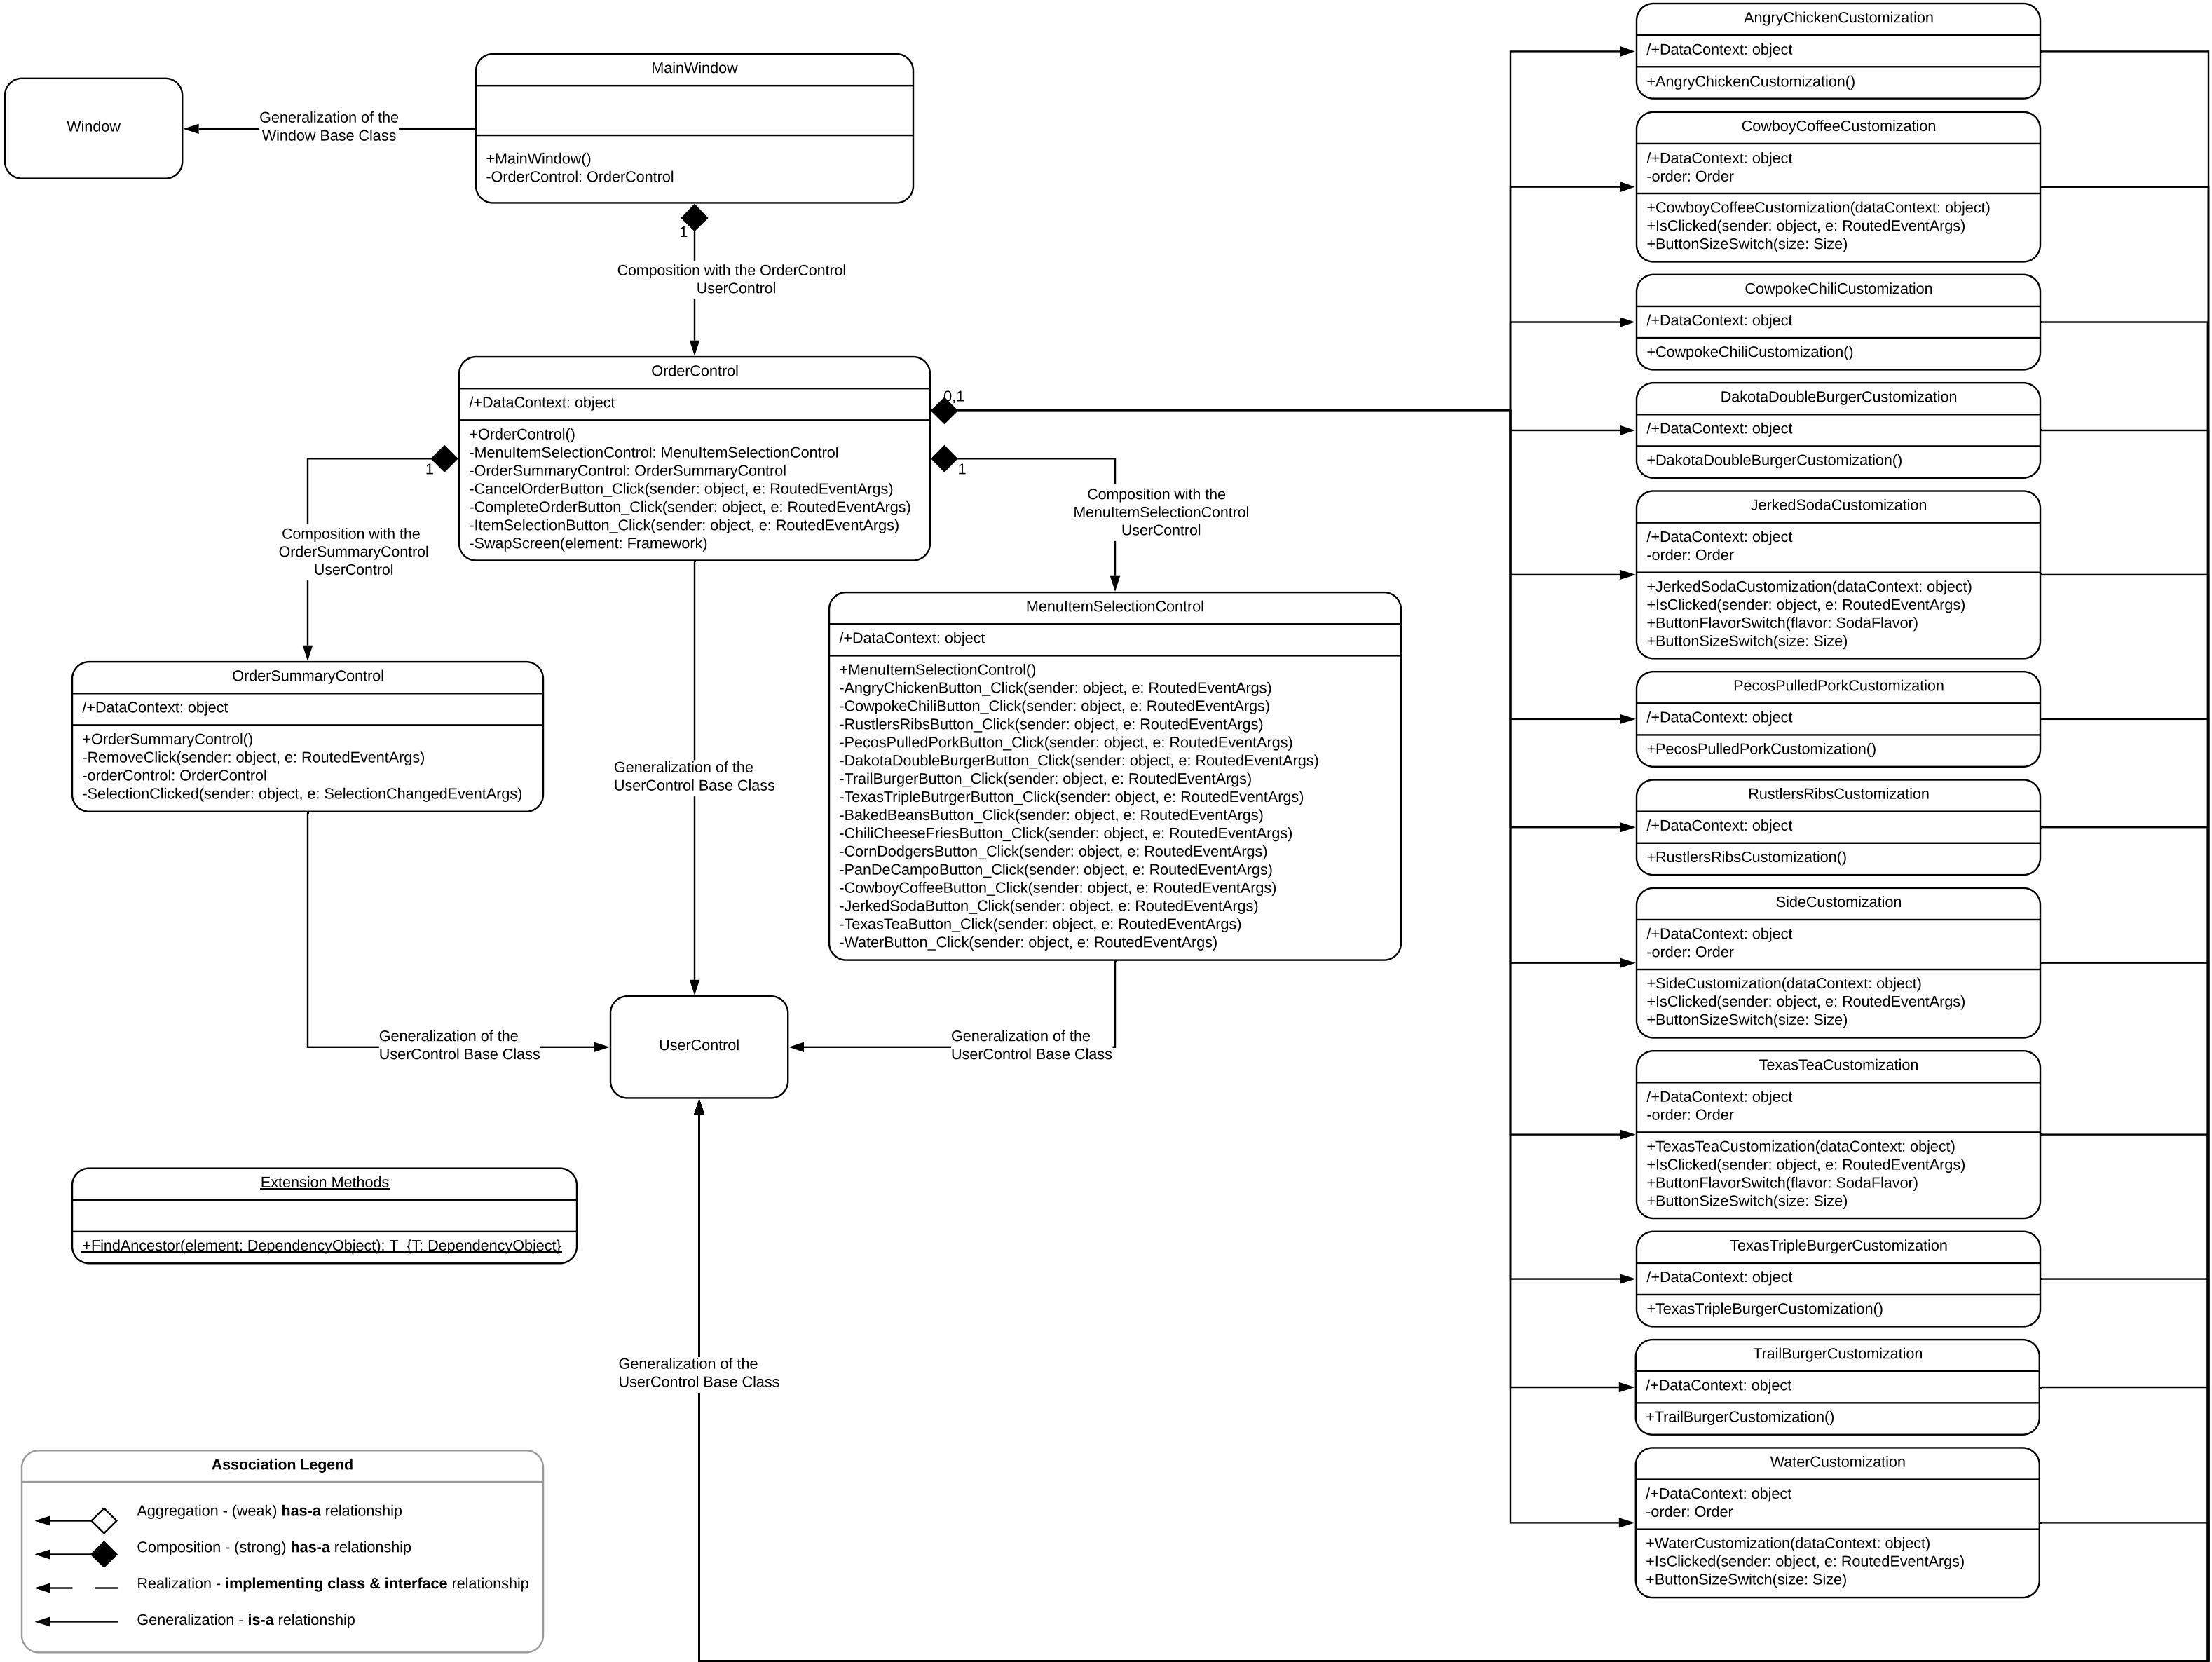 Window
Generalization of the
Window Base Class
MainWindow
+MainWindow()
-OrderControl: OrderControl
1
Composition with the OrderControl
UserControl
OrderControl
/+DataContext: object
+OrderControl()
-MenuItemSelectionControl: MenuItemSelectionControl
-OrderSummaryControl: OrderSummaryControl
-CancelOrderButton_Click(sender: object, e: RoutedEventArgs)
-CompleteOrderButton_Click(sender: object, e: RoutedEventArgs)
-ItemSelectionButton_Click(sender: object, e: RoutedEventArgs)
-SwapScreen(element: Framework)
0,1
1
1
Composition with the
OrderSummaryControl
UserControl
Composition with the
MenuItemSelectionControl
UserControl
OrderSummaryControl
/+DataContext: object
+OrderSummaryControl()
-RemoveClick(sender: object, e: RoutedEventArgs)
-orderControl: OrderControl
-SelectionClicked(sender: object, e: SelectionChangedEventArgs)
Generalization of the
UserControl Base Class
MenuItemSelectionControl
/+DataContext: object
+MenuItemSelectionControl()
-AngryChickenButton_Click(sender: object, e: RoutedEventArgs)
-CowpokeChiliButton_Click(sender: object, e: RoutedEventArgs)
-RustlersRibsButton_Click(sender: object, e: RoutedEventArgs)
-PecosPulledPorkButton_Click(sender: object, e: RoutedEventArgs)
-DakotaDoubleBurgerButton_Click(sender: object, e: RoutedEventArgs)
-TrailBurgerButton_Click(sender: object, e: RoutedEventArgs)
-TexasTripleButrgerButton_Click(sender: object, e: RoutedEventArgs)
-BakedBeansButton_Click(sender: object, e: RoutedEventArgs)
-ChiliCheeseFriesButton_Click(sender: object, e: RoutedEventArgs)
-CornDodgersButton_Click(sender: object, e: RoutedEventArgs)
-PanDeCampoButton_Click(sender: object, e: RoutedEventArgs)
-CowboyCoffeeButton_Click(sender: object, e: RoutedEventArgs)
-JerkedSodaButton_Click(sender: object, e: RoutedEventArgs)
-TexasTeaButton_Click(sender: object, e: RoutedEventArgs)
-WaterButton_Click(sender: object, e: RoutedEventArgs)
Generalization of the
UserControl Base Class
UserControl
Generalization of the
UserControl Base Class
Extension Methods
+FindAncestor(element: DependencyObject): T {T: DependencyObject}
Generalization of the
UserControl Base Class
Association Legend
Aggregation - (weak) has-a relationship
Composition - (strong) has-a relationship
Realization - implementing class & interface relationship
Generalization - is-a relationship
AngryChickenCustomization
/+DataContext: object
+AngryChickenCustomization()
CowboyCoffeeCustomization
/+DataContext: object
-order: Order
+CowboyCoffeeCustomization(dataContext: object)
+IsClicked(sender: object, e: RoutedEventArgs)
+ButtonSizeSwitch(size: Size)
CowpokeChiliCustomization
/+DataContext: object
+CowpokeChiliCustomization()
DakotaDoubleBurgerCustomization
/+DataContext: object
+DakotaDoubleBurgerCustomization()
JerkedSodaCustomization
/+DataContext: object
-order: Order
+JerkedSodaCustomization(dataContext: object)
+IsClicked(sender: object, e: RoutedEventArgs)
+ButtonFlavorSwitch(flavor: SodaFlavor)
+ButtonSizeSwitch(size: Size)
PecosPulledPorkCustomization
/+DataContext: object
+PecosPulledPorkCustomization()
RustlersRibsCustomization
/+DataContext: object
+RustlersRibsCustomization()
SideCustomization
/+DataContext: object
-order: Order
+SideCustomization(dataContext: object)
+IsClicked(sender: object, e: RoutedEventArgs)
+ButtonSizeSwitch(size: Size)
TexasTeaCustomization
/+DataContext: object
-order: Order
+TexasTeaCustomization(dataContext: object)
+IsClicked(sender: object, e: RoutedEventArgs)
+ButtonFlavorSwitch(flavor: SodaFlavor)
+ButtonSizeSwitch(size: Size)
TexasTripleBurgerCustomization
/+DataContext: object
+TexasTripleBurgerCustomization()
TrailBurgerCustomization
/+DataContext: object
+TrailBurgerCustomization()
WaterCustomization
/+DataContext: object
-order: Order
+WaterCustomization(dataContext: object)
+IsClicked(sender: object, e: RoutedEventArgs)
+ButtonSizeSwitch(size: Size)